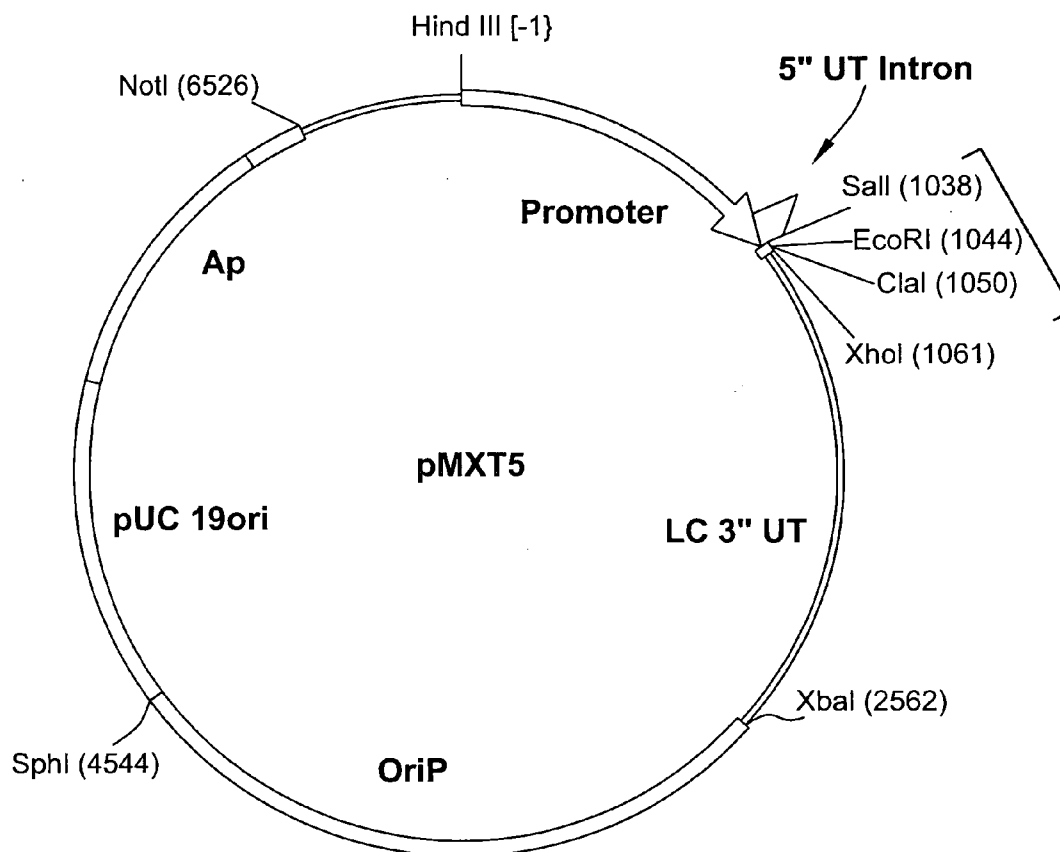 Hind III [-1}
5" UT Intron
NotI (6526)
SalI (1038)
Promoter
EcoRI (1044)
Ap
ClaI (1050)
XhoI (1061)
pMXT5
pUC 19ori
LC 3" UT
XbaI (2562)
SphI (4544)
OriP